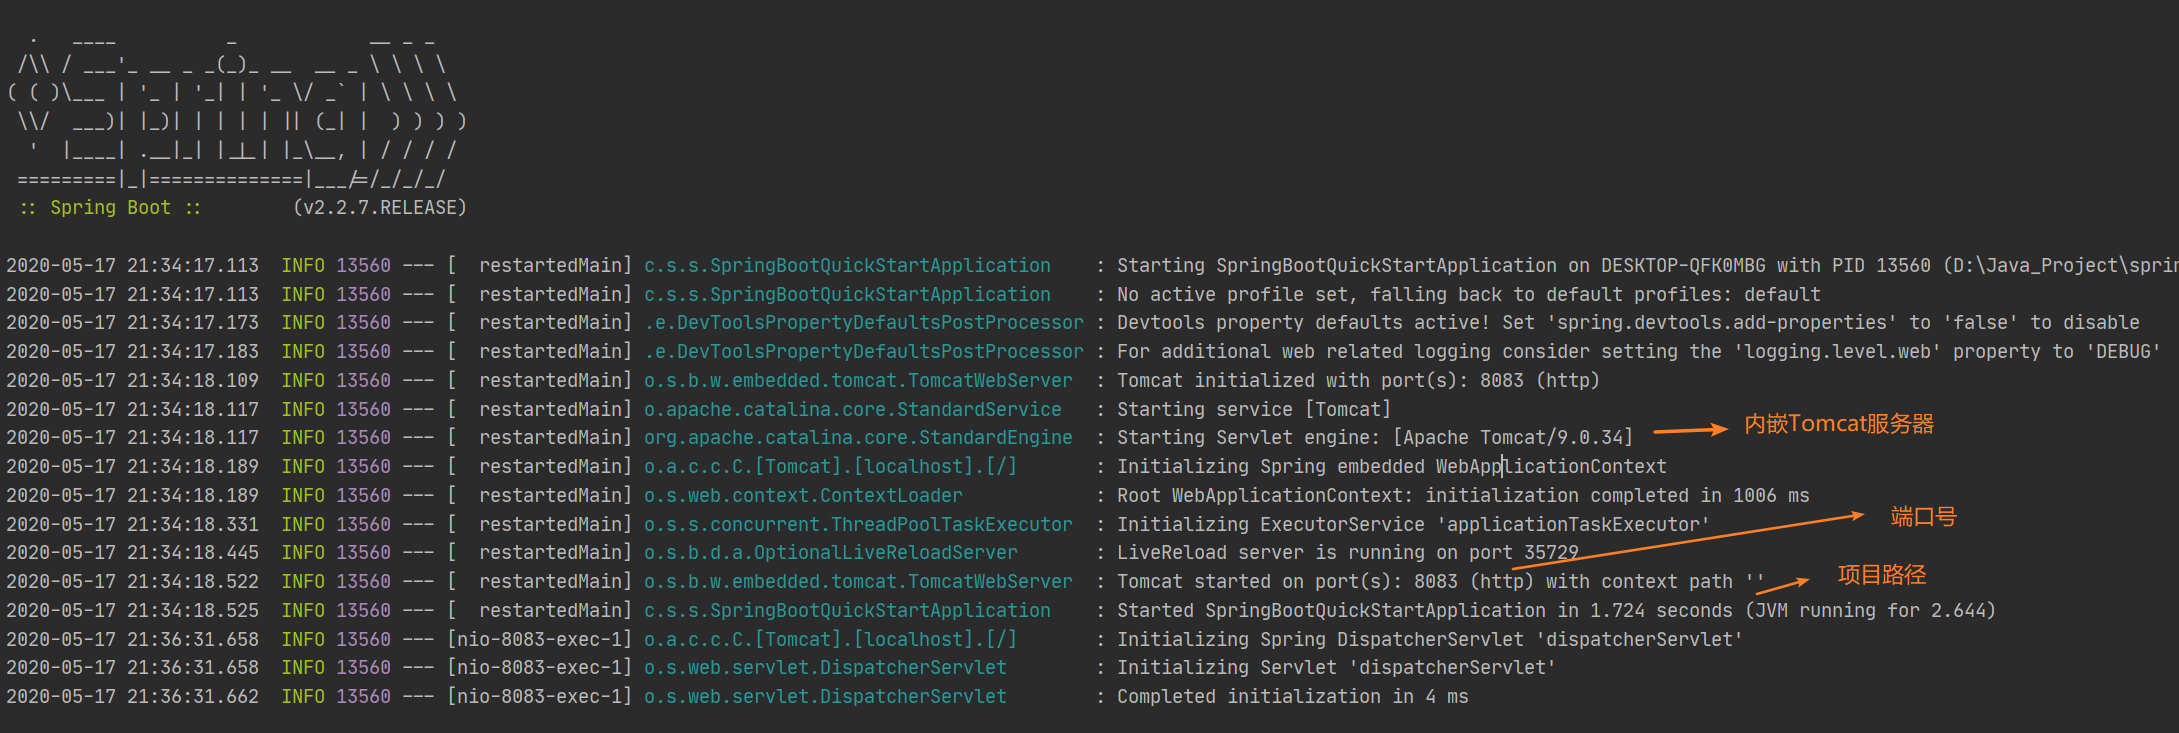 .   ____          _            __ _ _
 /\\ / ___'_ __ _ _(_)_ __  __ _ \ \ \ \
( ( )\___ | '_ | '_| | '_ \/ _` | \ \ \ \
 \\/  ___)| |_)| | | | | || (_| |  ) ) ) )
  '  |____| .__|_| |_|_| |_\__, | / / / /
 =========|_|==============|___/=/_/_/_/
 :: Spring Boot ::        (v2.2.7.RELEASE)
2020-05-17 21:34:17.113  INFO 13560 --- [  restartedMain] c.s.s.SpringBootQuickStartApplication    : Starting SpringBootQuickStartApplication on DESKTOP-QFK0MBG with PID 13560 (D:\Java_Project\sprin
2020-05-17 21:34:17.113  INFO 13560 --- [  restartedMain] c.s.s.SpringBootQuickStartApplication    : No active profile set, falling back to default profiles: default
2020-05-17 21:34:17.173  INFO 13560 --- [  restartedMain] .e.DevToolsPropertyDefaultsPostProcessor : Devtools property defaults active! Set 'spring.devtools.add-properties' to 'false' to disable
2020-05-17 21:34:17.183  INFO 13560 --- [  restartedMain] .e.DevToolsPropertyDefaultsPostProcessor : For additional web related logging consider setting the 'logging.level.web' property to 'DEBUG'
2020-05-17 21:34:18.109  INFO 13560 --- [  restartedMain] o.s.b.w.embedded.tomcat.TomcatWebServer  : Tomcat initialized with port(s): 8083 (http)
2020-05-17 21:34:18.117  INFO 13560 --- [  restartedMain] o.apache.catalina.core.StandardService   : Starting service [Tomcat]
2020-05-17 21:34:18.117  INFO 13560 --- [  restartedMain] org.apache.catalina.core.StandardEngine  : Starting Servlet engine: [Apache Tomcat/9.0.34] 内嵌Tomcat服务器
2020-05-17 21:34:18.189  INFO 13560 --- [  restartedMain] o.a.c.c.C.[Tomcat].[localhost].[/]       : Initializing Spring embedded WebApplicationContext
2020-05-17 21:34:18.189  INFO 13560 --- [  restartedMain] o.s.web.context.ContextLoader            : Root WebApplicationContext: initialization completed in 1006 ms
2020-05-17 21:34:18.331  INFO 13560 --- [  restartedMain] o.s.s.concurrent.ThreadPoolTaskExecutor  : Initializing ExecutorService 'applicationTaskExecutor' 端口号
2020-05-17 21:34:18.445  INFO 13560 --- [  restartedMain] o.s.b.d.a.OptionalLiveReloadServer       : LiveReload server is running on port 35729
2020-05-17 21:34:18.522  INFO 13560 --- [  restartedMain] o.s.b.w.embedded.tomcat.TomcatWebServer  : Tomcat started on port(s): 8083 (http) with context path '' 项目路径
2020-05-17 21:34:18.525  INFO 13560 --- [  restartedMain] c.s.s.SpringBootQuickStartApplication    : Started SpringBootQuickStartApplication in 1.724 seconds (JVM running for 2.644)
2020-05-17 21:36:31.658  INFO 13560 --- [nio-8083-exec-1] o.a.c.c.C.[Tomcat].[localhost].[/]       : Initializing Spring DispatcherServlet 'dispatcherServlet'
2020-05-17 21:36:31.658  INFO 13560 --- [nio-8083-exec-1] o.s.web.servlet.DispatcherServlet        : Initializing Servlet 'dispatcherServlet'
2020-05-17 21:36:31.662  INFO 13560 --- [nio-8083-exec-1] o.s.web.servlet.DispatcherServlet        : Completed initialization in 4 ms